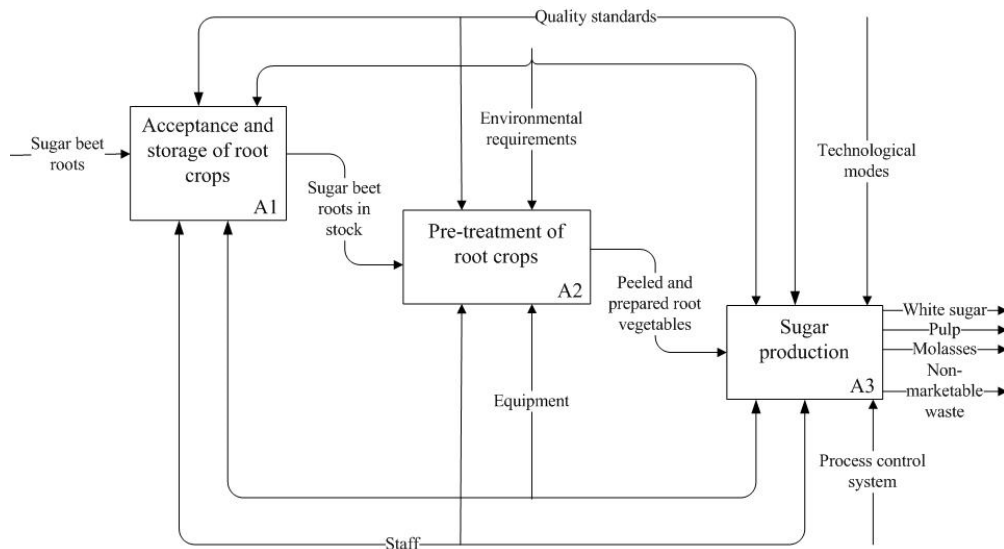 Quality standards
Acceptance and
storage of root
crops
A1
Sugar beet
roots
Environmental
requirements
Technological
modes
Sugar beet
roots in
stock
Pre-treatment of
root crops
A2
Peeled and
prepared root
vegetables
Sugar
production
A3
White sugar
Pulp
Molasses
Non-
marketable
waste
Equipment
Process control
system
Staff